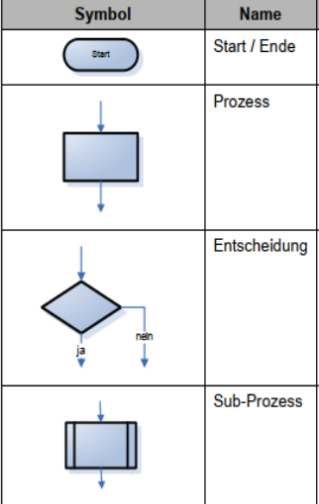 Symbol Name
Start Start / Ende
Prozess
Entscheidung
nein
ja
Sub-Prozess